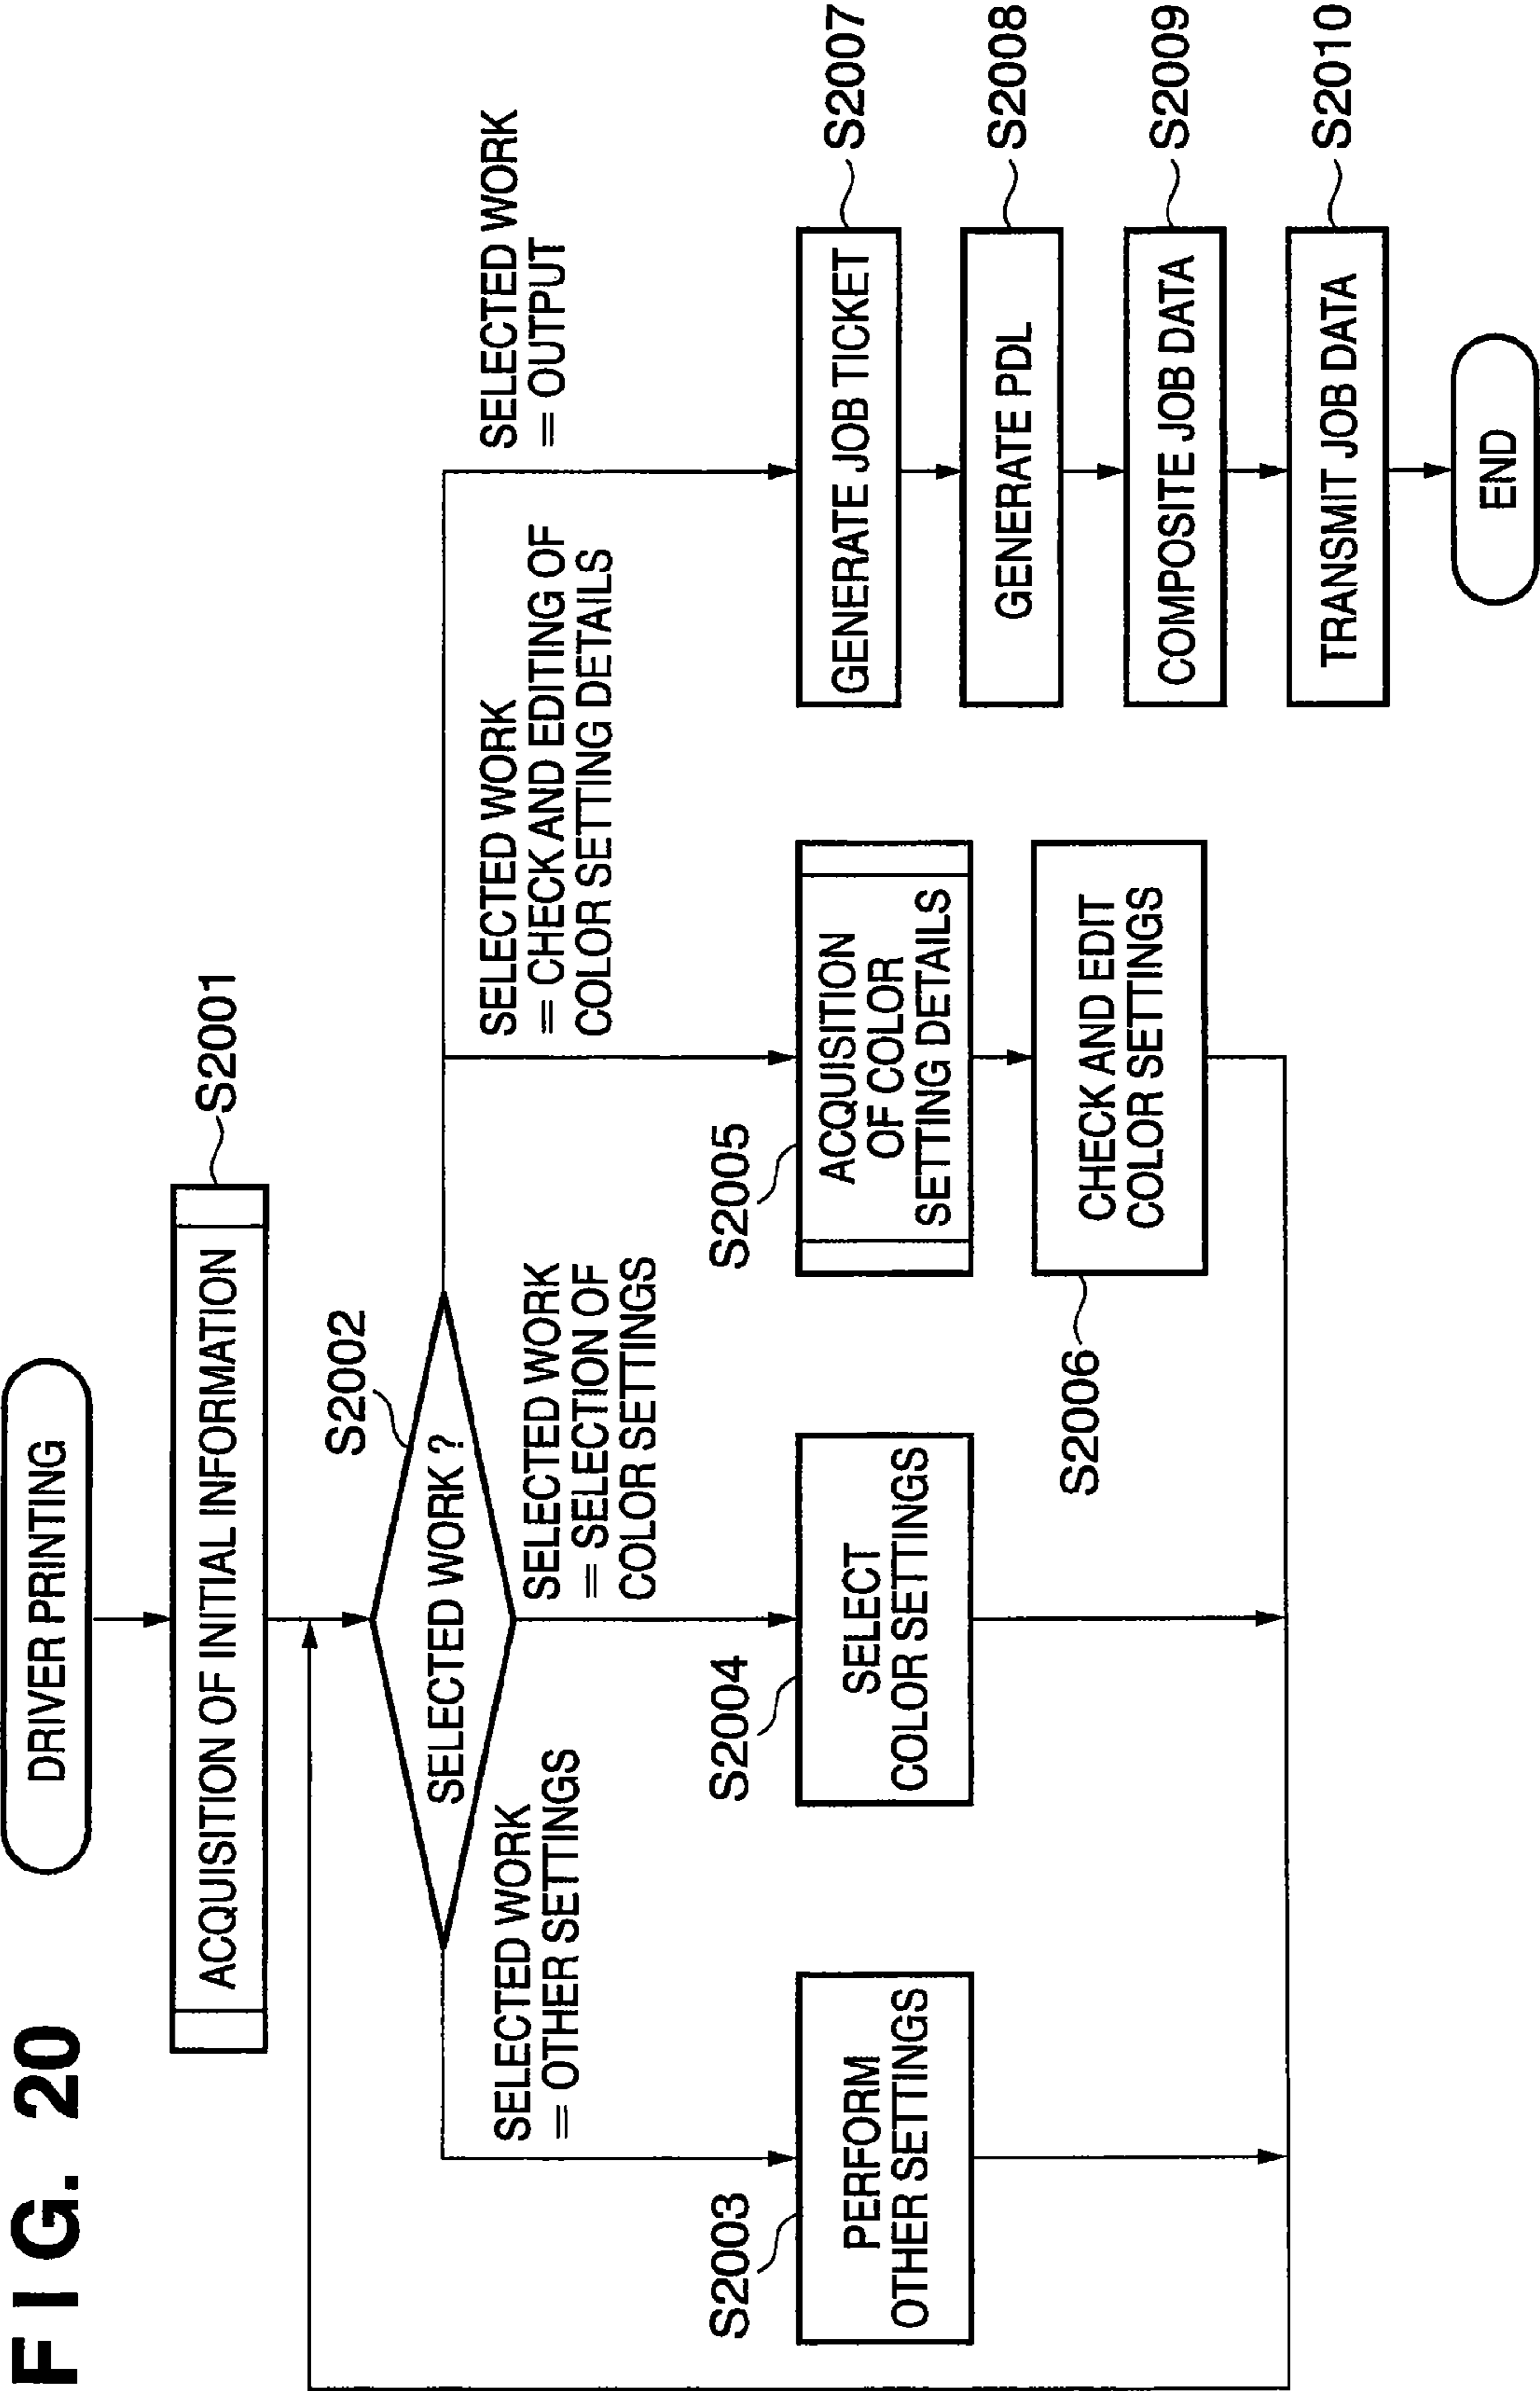 FIG. 20
DRIVER PRINTING
ACQUISITION OF INITIAL INFORMATION
S2001
S2002
SELECTED WORK ?
SELECTED WORK
= OTHER SETTINGS
SELECTED WORK
= SELECTION OF
COLOR SETTINGS
SELECTED WORK
= CHECK AND EDITING OF
COLOR SETTING DETAILS
SELECTED WORK
= OUTPUT
S2003
PERFORM
OTHER SETTINGS
S2004
SELECT
COLOR SETTINGS
S2005
ACQUISITION
OF COLOR
SETTING DETAILS
S2006
CHECK AND EDIT
COLOR SETTINGS
GENERATE JOB TICKET
S2007
GENERATE PDL
S2008
COMPOSITE JOB DATA
S2009
TRANSMIT JOB DATA
S2010
END